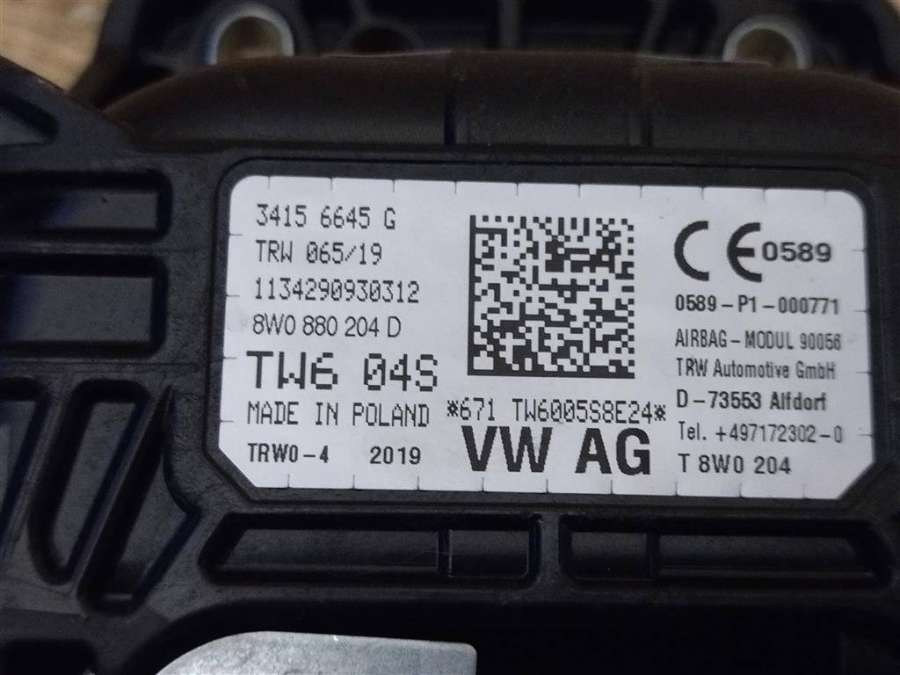 3415 6645 G
TRW 065/19
1134290930312
8W0 880 204 D
TW6 04S
MADE IN POLAND *671 TW6005S8E24*
TRW0-4 2019 VW AG
CE 0589
0589-P1-000771
AIRBAG-MODUL 90056
TRW Automotive GmbH
D-73553 Alfdorf
Tel. +497172302-0
T 8W0 204